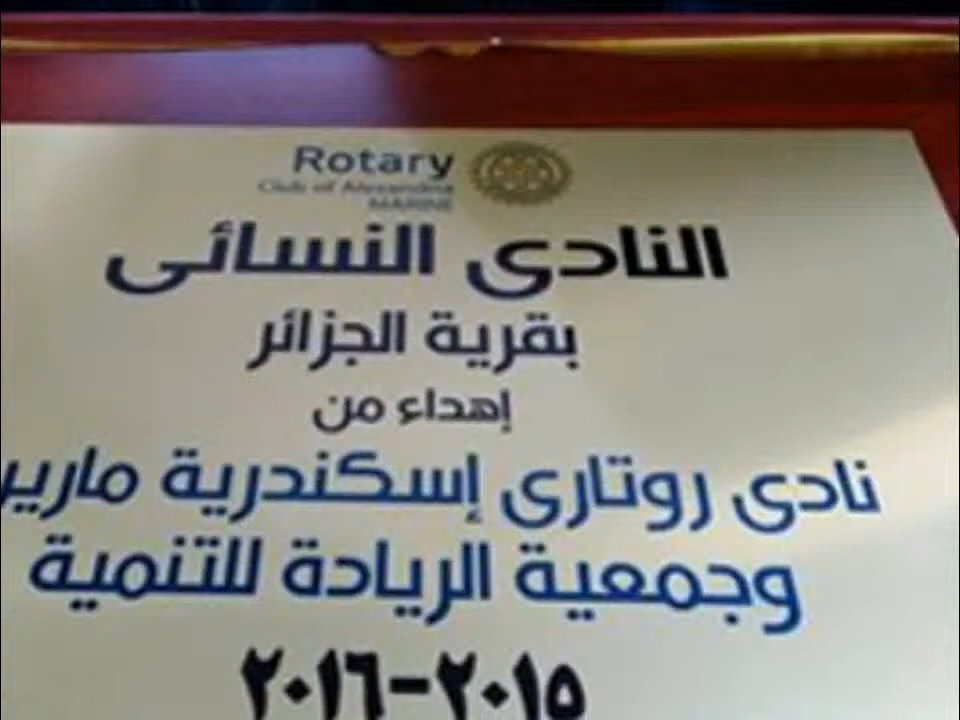 Rotary
Club of Alexandria
MARINE
النادى النسائى
بقرية الجزائر
إهداء من
نادى روتارى إسكندرية مارين
وجمعية الريادة للتنمية
٢٠١٥-٢٠١٦